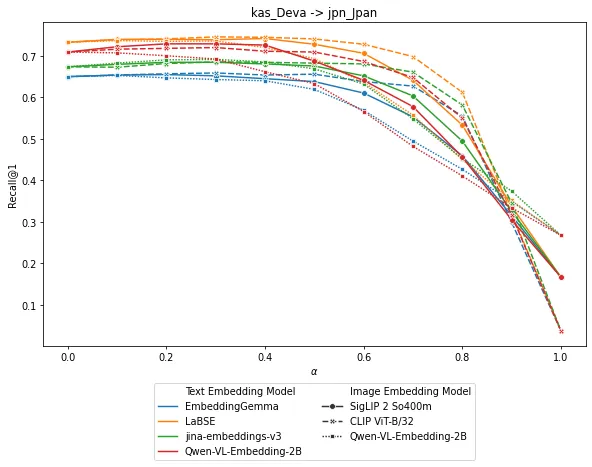 kas_Deva -> jpn_Jpan
Recall@1
0.7
0.6
0.5
0.4
0.3
0.2
0.1
0.0 0.2 0.4 0.6 0.8 1.0
α
Text Embedding Model
EmbeddingGemma
LaBSE
jina-embeddings-v3
Qwen-VL-Embedding-2B
Image Embedding Model
SigLIP 2 So400m
CLIP ViT-B/32
Qwen-VL-Embedding-2B